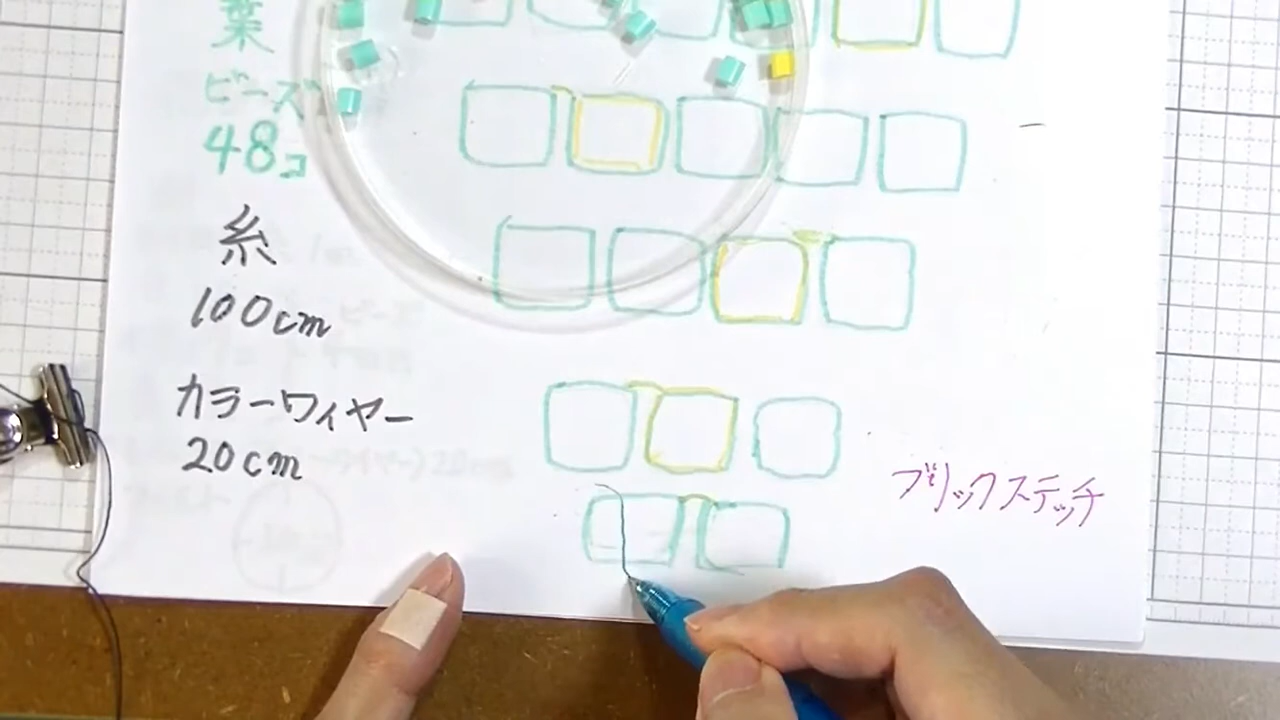 葉
ビーズ
48コ
糸
100cm
カラーワイヤー
20cm
ブリックステッチ